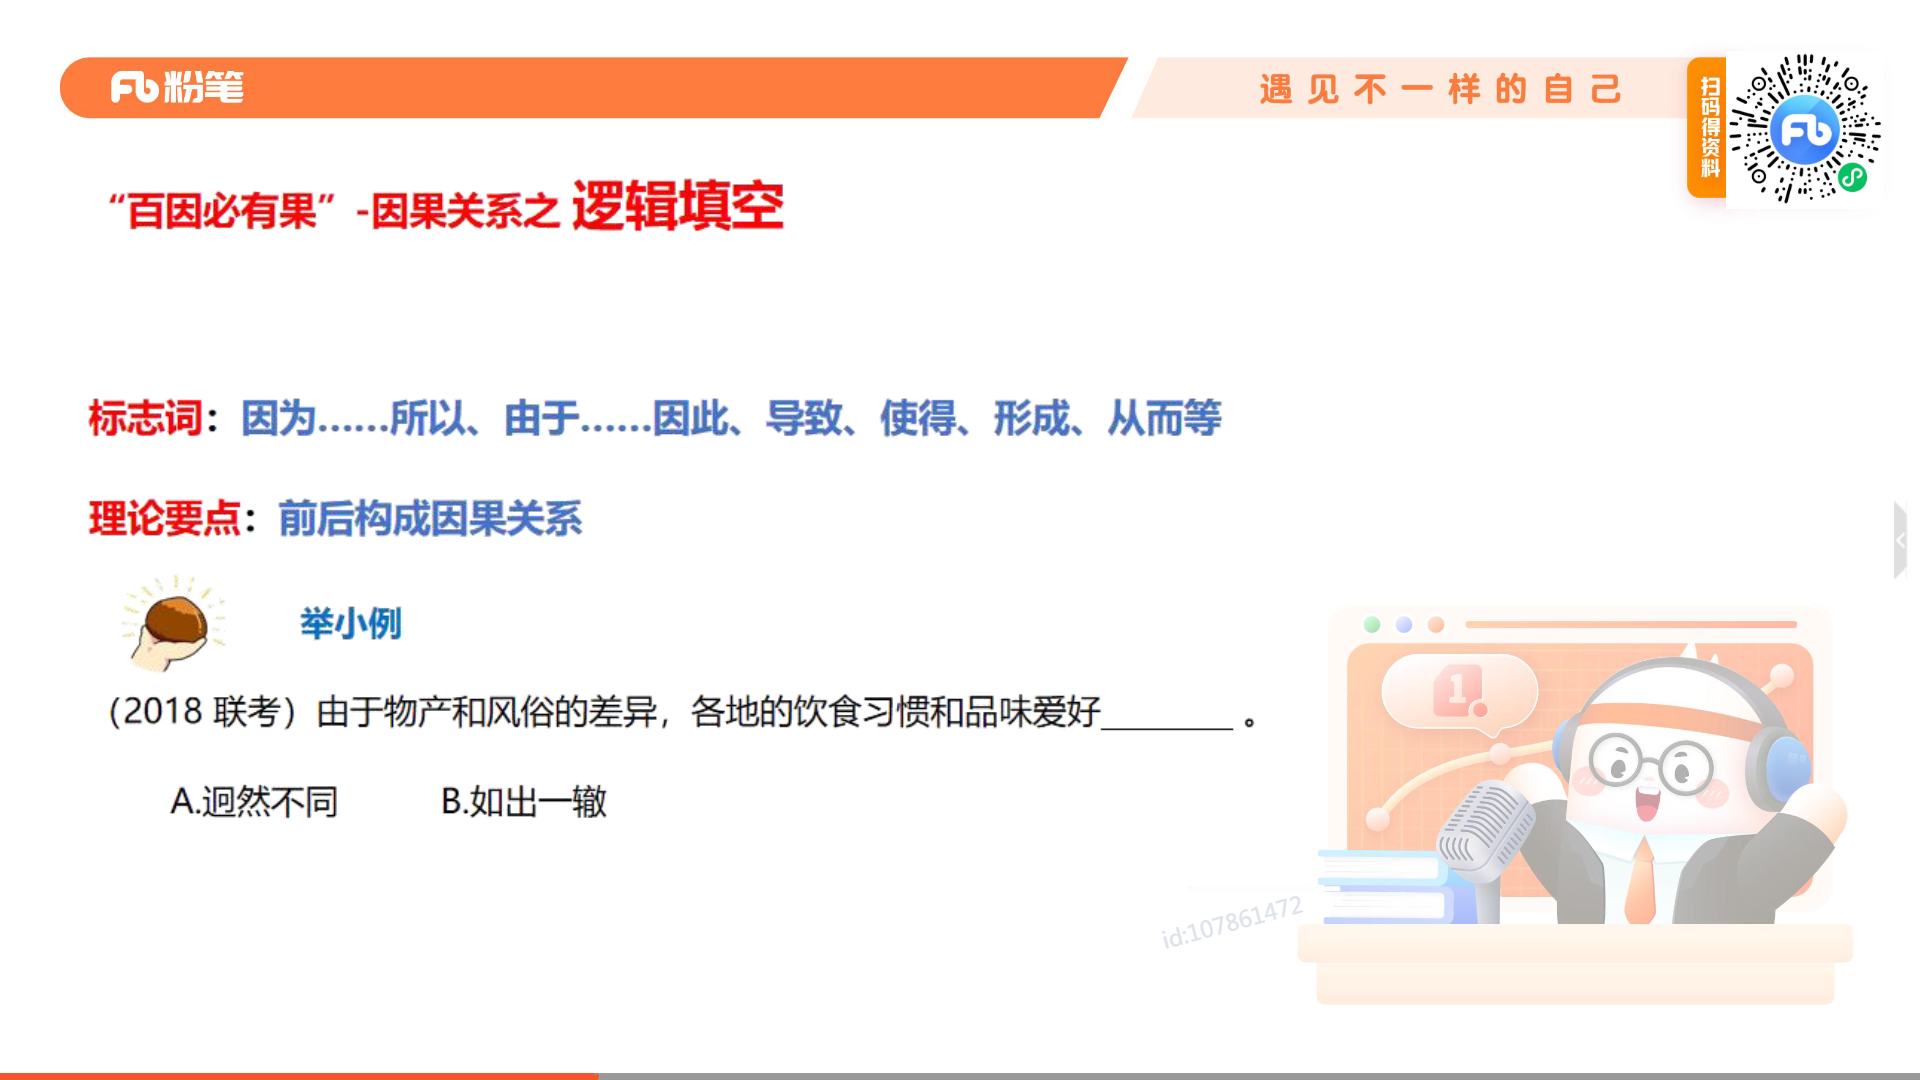 粉笔
遇见不一样的自己
扫码得资料
“百因必有果”-因果关系之 逻辑填空
标志词：因为……所以、由于……因此、导致、使得、形成、从而等
理论要点：前后构成因果关系
举小例
（2018 联考）由于物产和风俗的差异，各地的饮食习惯和品味爱好________ 。
A.迥然不同 B.如出一辙
1
id:107861472